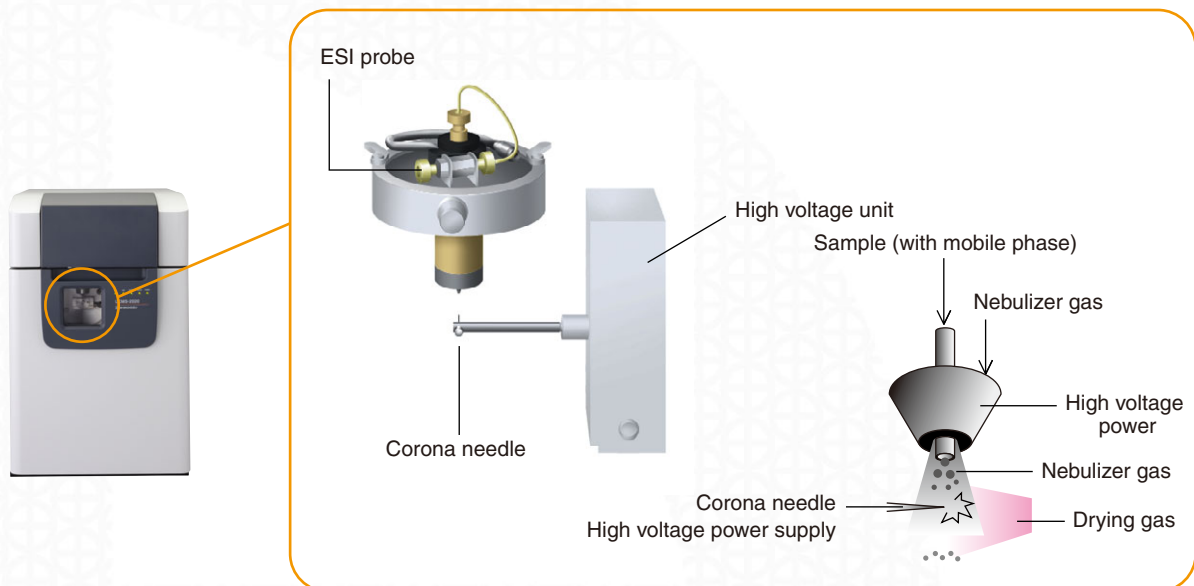 ESI probe
High voltage unit
Sample (with mobile phase)
Nebulizer gas
High voltage
power
Corona needle
Nebulizer gas
Corona needle
High voltage power supply
Drying gas